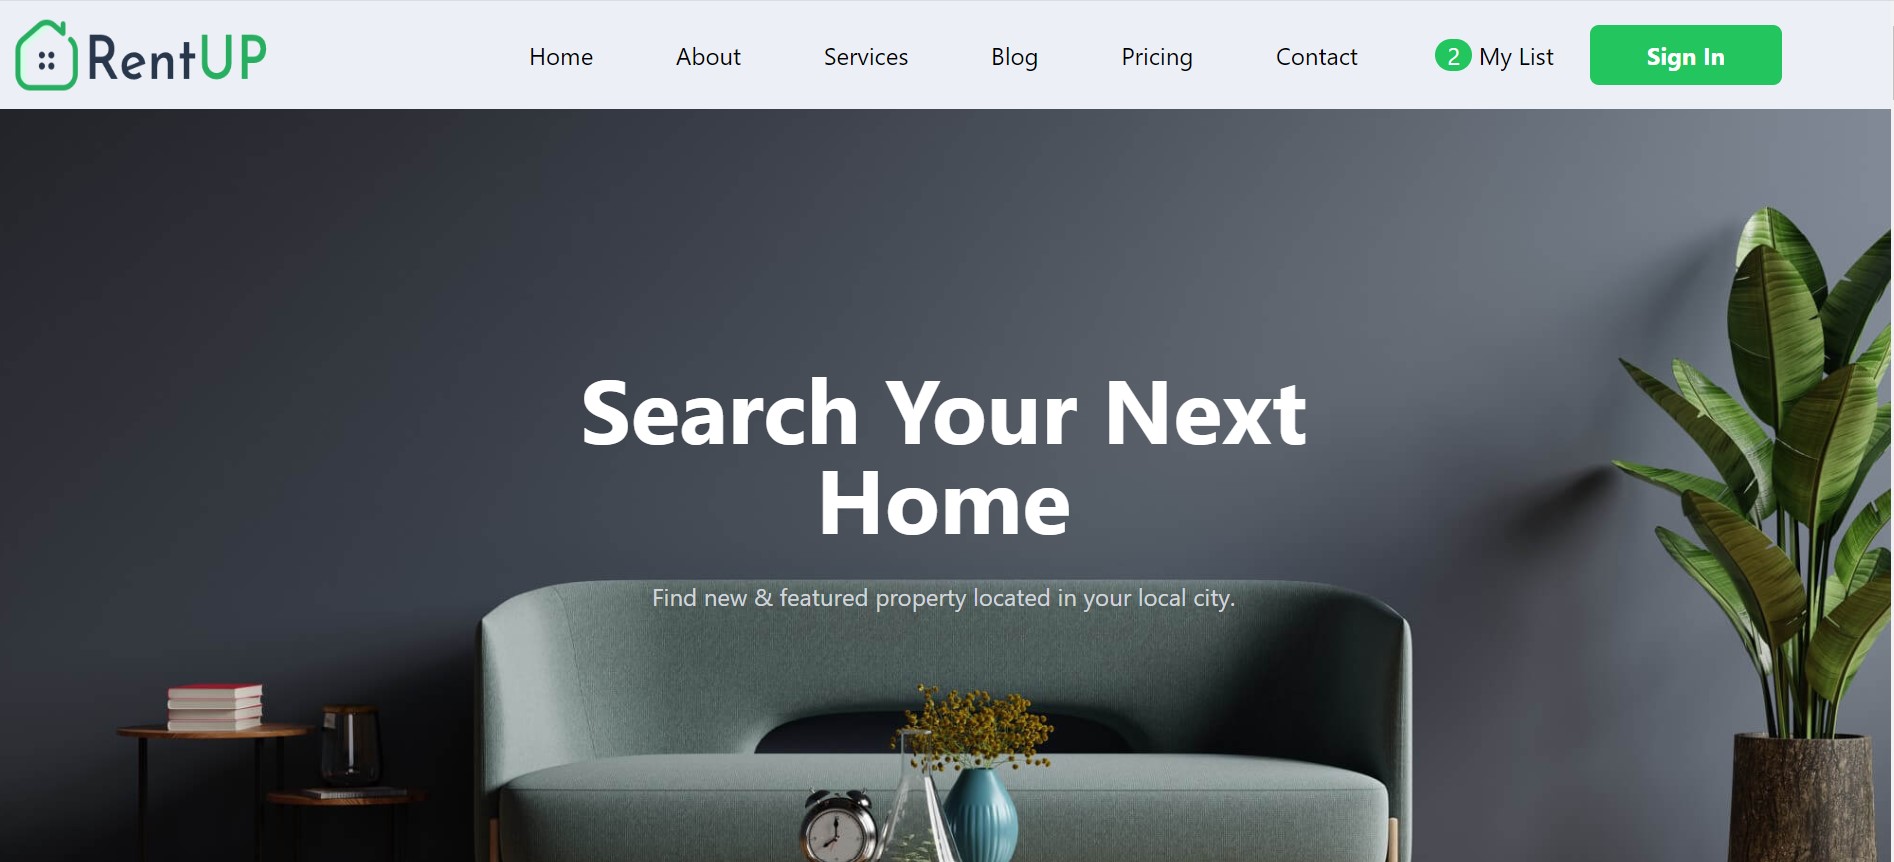 RentUP
Home About Services Blog Pricing Contact 2 My List Sign In
Search Your Next
Home
Find new & featured property located in your local city.